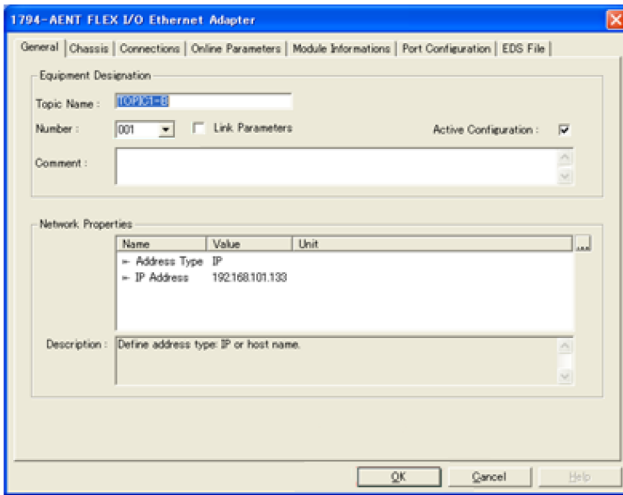 1794-AENT FLEX I/O Ethernet Adapter
General Chassis Connections Online Parameters Module Informations Port Configuration EDS File
Equipment Designation
Topic Name : TOPIC1-B
Number : 001 Link Parameters Active Configuration :
Comment :
Network Properties
Name Value Unit
Address Type IP
IP Address 192.168.101.133
...
Description : Define address type: IP or host name.
OK Cancel Help